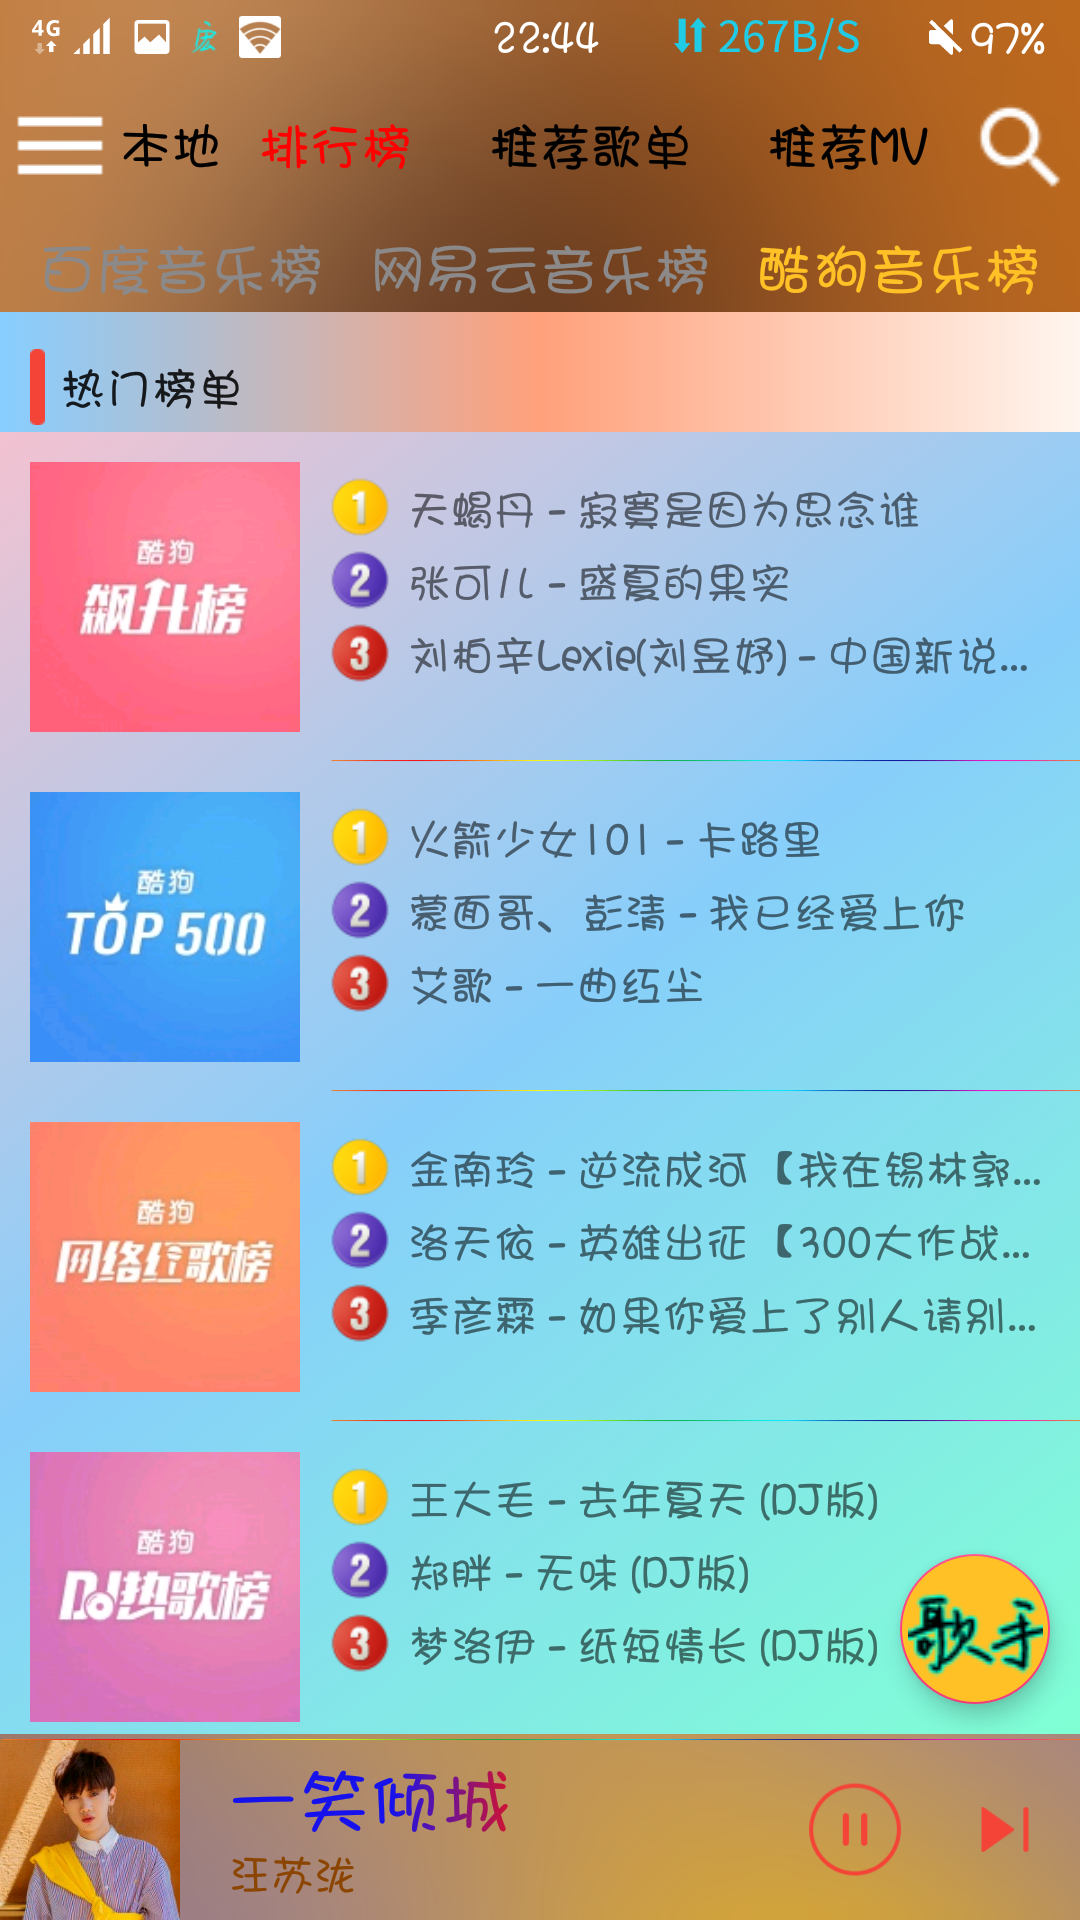 4G 宏 22:44 267B/S 97%
本地 排行榜 推荐歌单 推荐MV
百度音乐榜 网易云音乐榜 酷狗音乐榜
热门榜单
酷狗
飙升榜
1 天蝎丹 - 寂寞是因为思念谁
2 张可儿 - 盛夏的果实
3 刘柏辛Lexie(刘昱妤) - 中国新说...
酷狗
TOP 500
1 火箭少女101 - 卡路里
2 蒙面哥、彭清 - 我已经爱上你
3 艾歌 - 一曲红尘
酷狗
网络红歌榜
1 金南玲 - 逆流成河【我在锡林郭...
2 洛天依 - 英雄出征【300大作战...
3 季彦霖 - 如果你爱上了别人请别...
酷狗
DJ热歌榜
1 王大毛 - 去年夏天 (DJ版)
2 郑胖 - 无味 (DJ版)
3 梦洛伊 - 纸短情长 (DJ版)
歌手
一笑倾城
汪苏泷